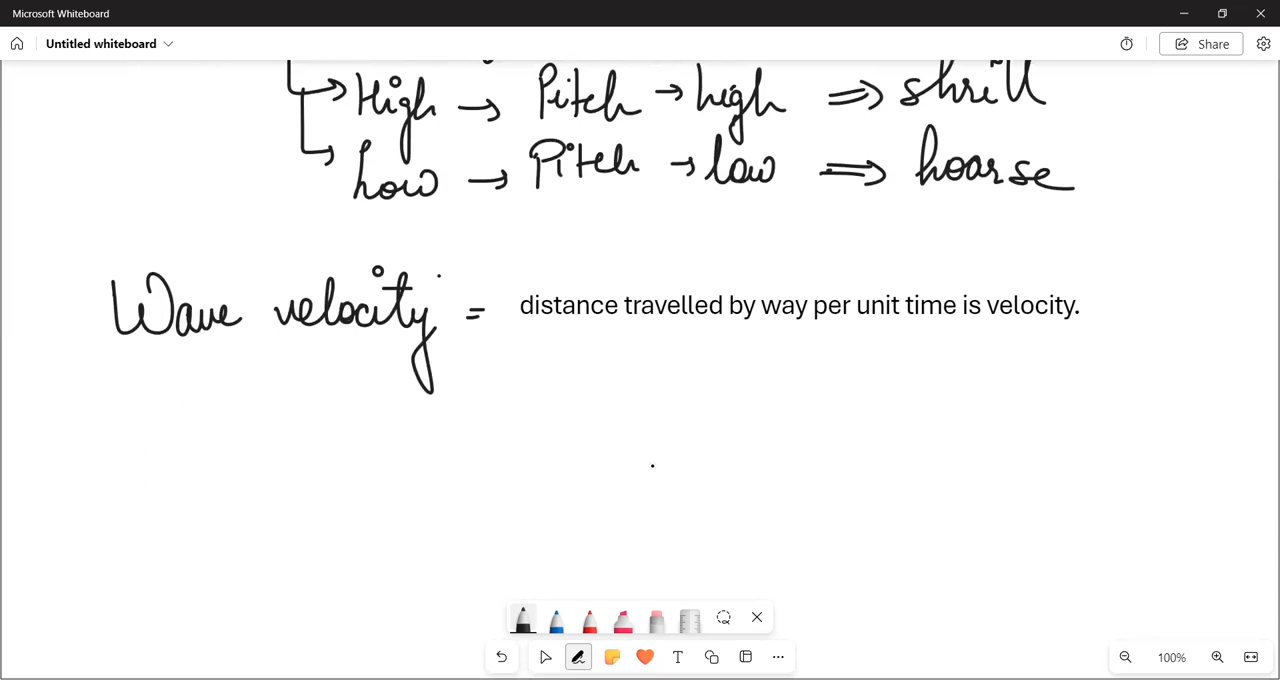 Microsoft Whiteboard
Untitled whiteboard
Share
High → Pitch → high ⇒ shrill
Low → Pitch → low ⇒ hoarse
Wave velocity = distance travelled by way per unit time is velocity.
100%